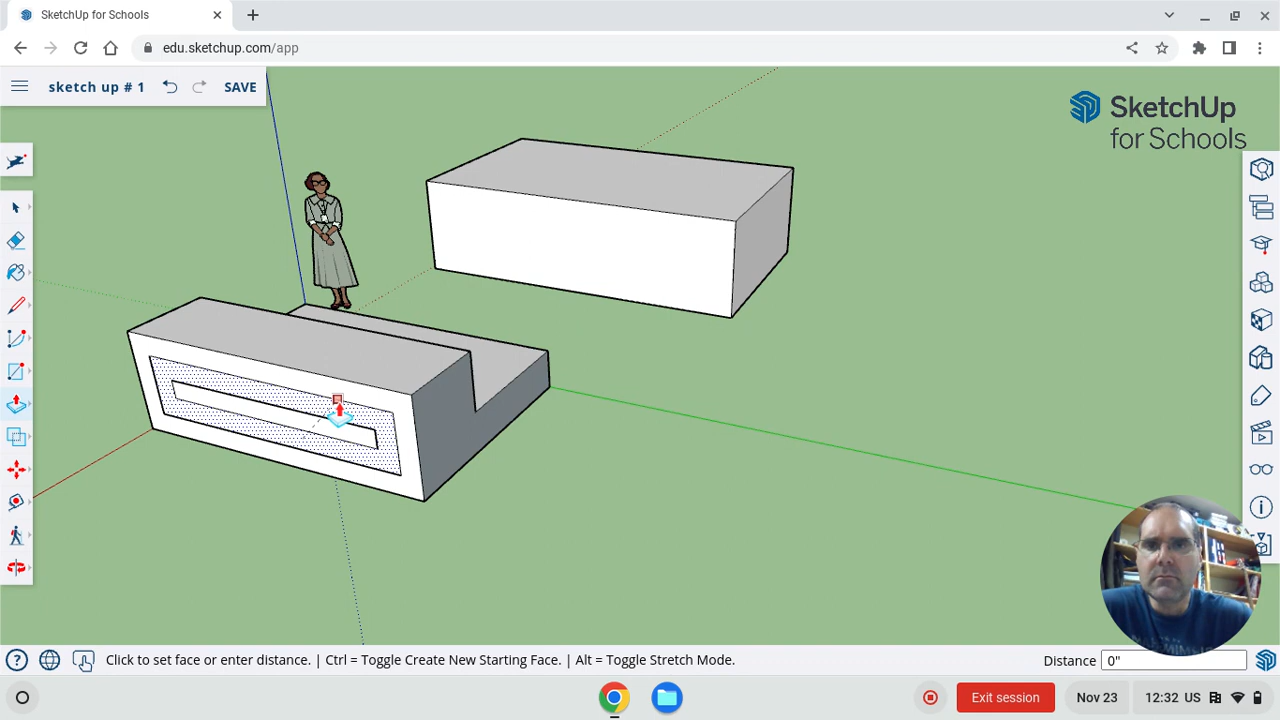 SketchUp for Schools
edu.sketchup.com/app
sketch up # 1
SAVE
SketchUp
for Schools
Click to set face or enter distance. | Ctrl = Toggle Create New Starting Face. | Alt = Toggle Stretch Mode.
Distance
0"
Exit session
Nov 23
12:32 US